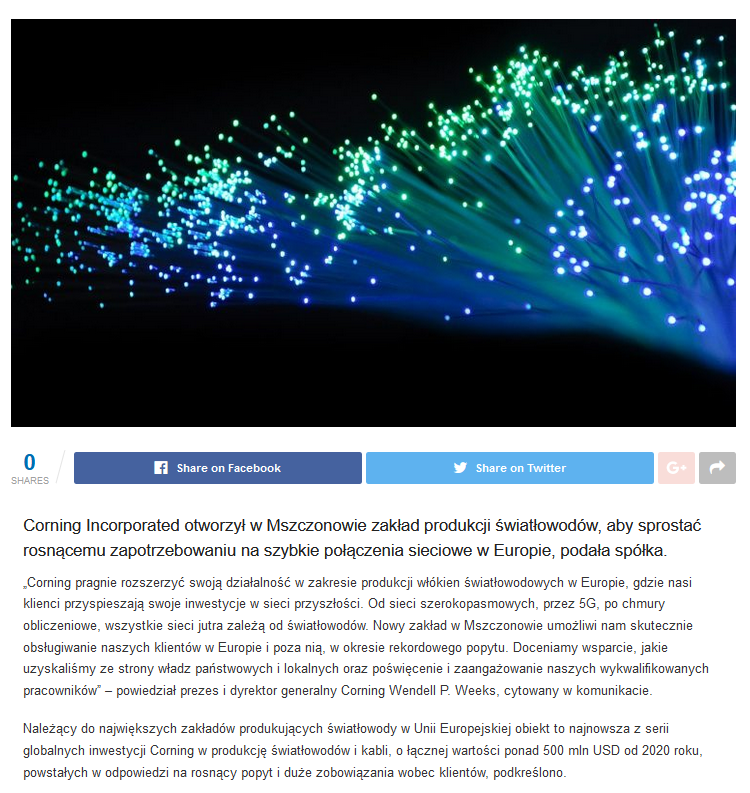 0
SHARES
Share on Facebook
Share on Twitter
G+
Corning Incorporated otworzył w Mszczonowie zakład produkcji światłowodów, aby sprostać
rosnącemu zapotrzebowaniu na szybkie połączenia sieciowe w Europie, podała spółka.
„Corning pragnie rozszerzyć swoją działalność w zakresie produkcji włókien światłowodowych w Europie, gdzie nasi
klienci przyspieszają swoje inwestycje w sieci przyszłości. Od sieci szerokopasmowych, przez 5G, po chmury
obliczeniowe, wszystkie sieci jutra zależą od światłowodów. Nowy zakład w Mszczonowie umożliwi nam skutecznie
obsługiwanie naszych klientów w Europie i poza nią, w okresie rekordowego popytu. Doceniamy wsparcie, jakie
uzyskaliśmy ze strony władz państwowych i lokalnych oraz poświęcenie i zaangażowanie naszych wykwalifikowanych
pracowników” – powiedział prezes i dyrektor generalny Corning Wendell P. Weeks, cytowany w komunikacie.
Należący do największych zakładów produkujących światłowody w Unii Europejskiej obiekt to najnowsza z serii
globalnych inwestycji Corning w produkcję światłowodów i kabli, o łącznej wartości ponad 500 mln USD od 2020 roku,
powstałych w odpowiedzi na rosnący popyt i duże zobowiązania wobec klientów, podkreślono.